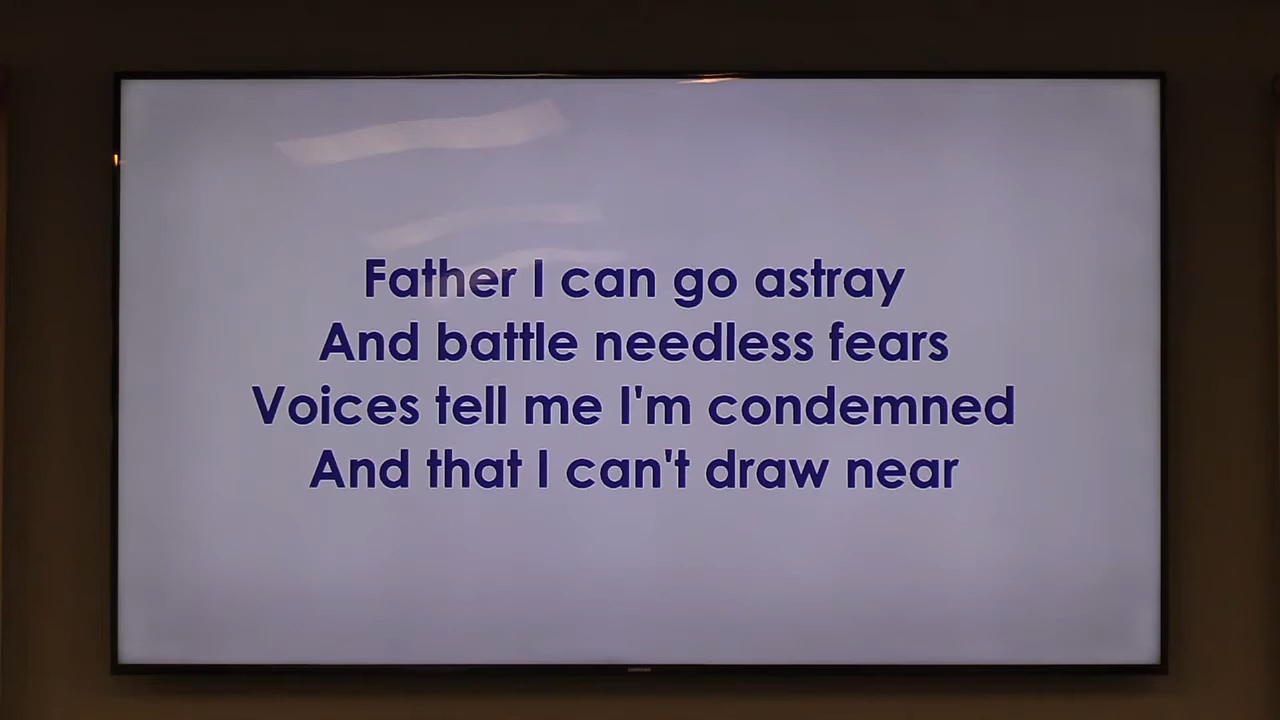 Father I can go astray
And battle needless fears
Voices tell me I'm condemned
And that I can't draw near